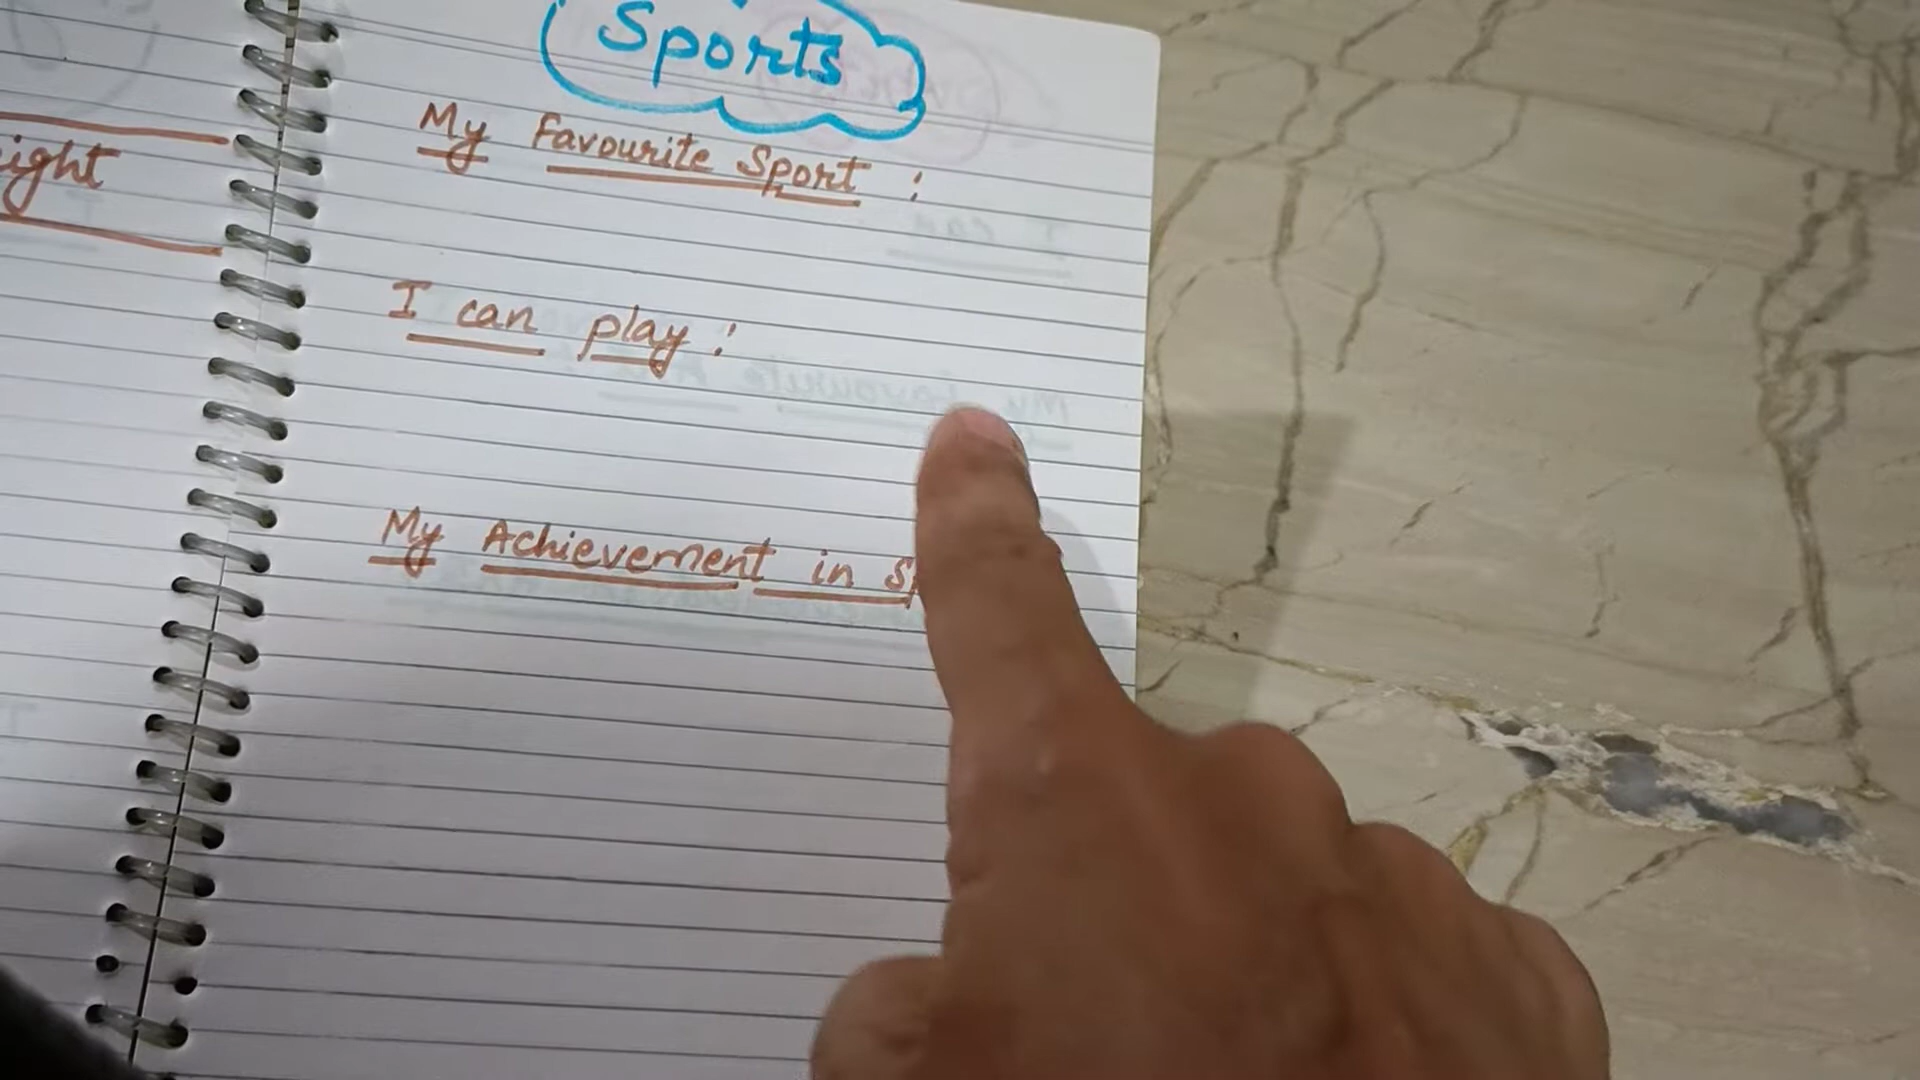 Sports
My Favourite Sport :
ight
I can play :
My Achievement in